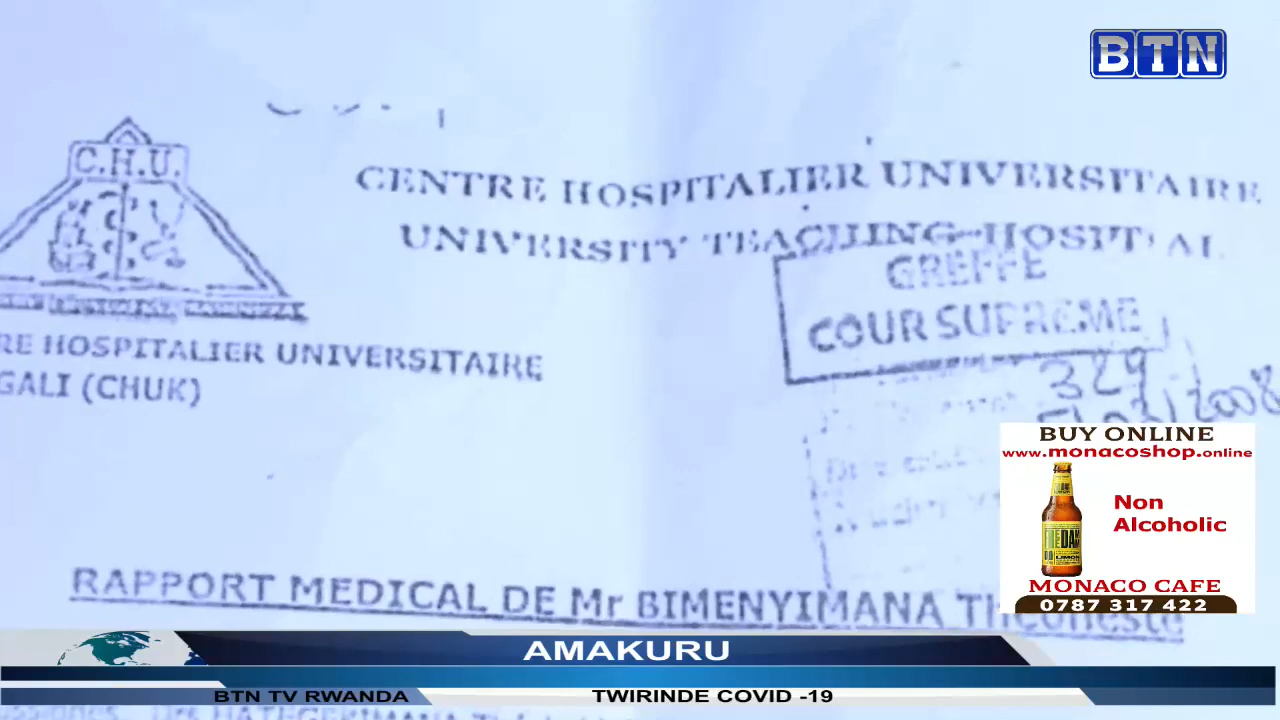 BTN
C.H.U.
CENTRE HOSPITALIER UNIVERSITAIRE
UNIVERSITY TEACHING HOSPITAL
GREFFE
COUR SUPREME
RE HOSPITALIER UNIVERSITAIRE
GALI (CHUK)
329
2008
BUY ONLINE
www.monacoshop.online
Non
Alcoholic
MONACO CAFE
0787 317 422
RAPPORT MEDICAL DE Mr BIMENYIMANA
AMAKURU
BTN TV RWANDA
TWIRINDE COVID -19